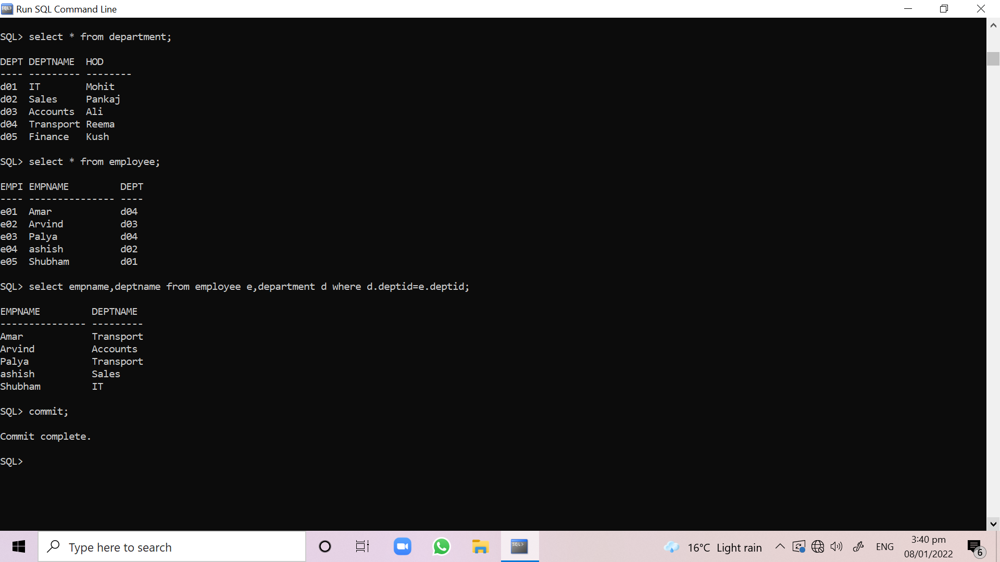 Run SQL Command Line
SQL> select * from department;
DEPT DEPTNAME  HOD
---- --------- --------
d01  IT        Mohit
d02  Sales     Pankaj
d03  Accounts  Ali
d04  Transport Reema
d05  Finance   Kush
SQL> select * from employee;
EMPI EMPNAME         DEPT
---- --------------- ----
e01  Amar            d04
e02  Arvind          d03
e03  Palya           d04
e04  ashish          d02
e05  Shubham         d01
SQL> select empname,deptname from employee e,department d where d.deptid=e.deptid;
EMPNAME         DEPTNAME
--------------- ---------
Amar            Transport
Arvind          Accounts
Palya           Transport
ashish          Sales
Shubham         IT
SQL> commit;
Commit complete.
SQL>
Type here to search
16°C Light rain
ENG
3:40 pm
08/01/2022
6